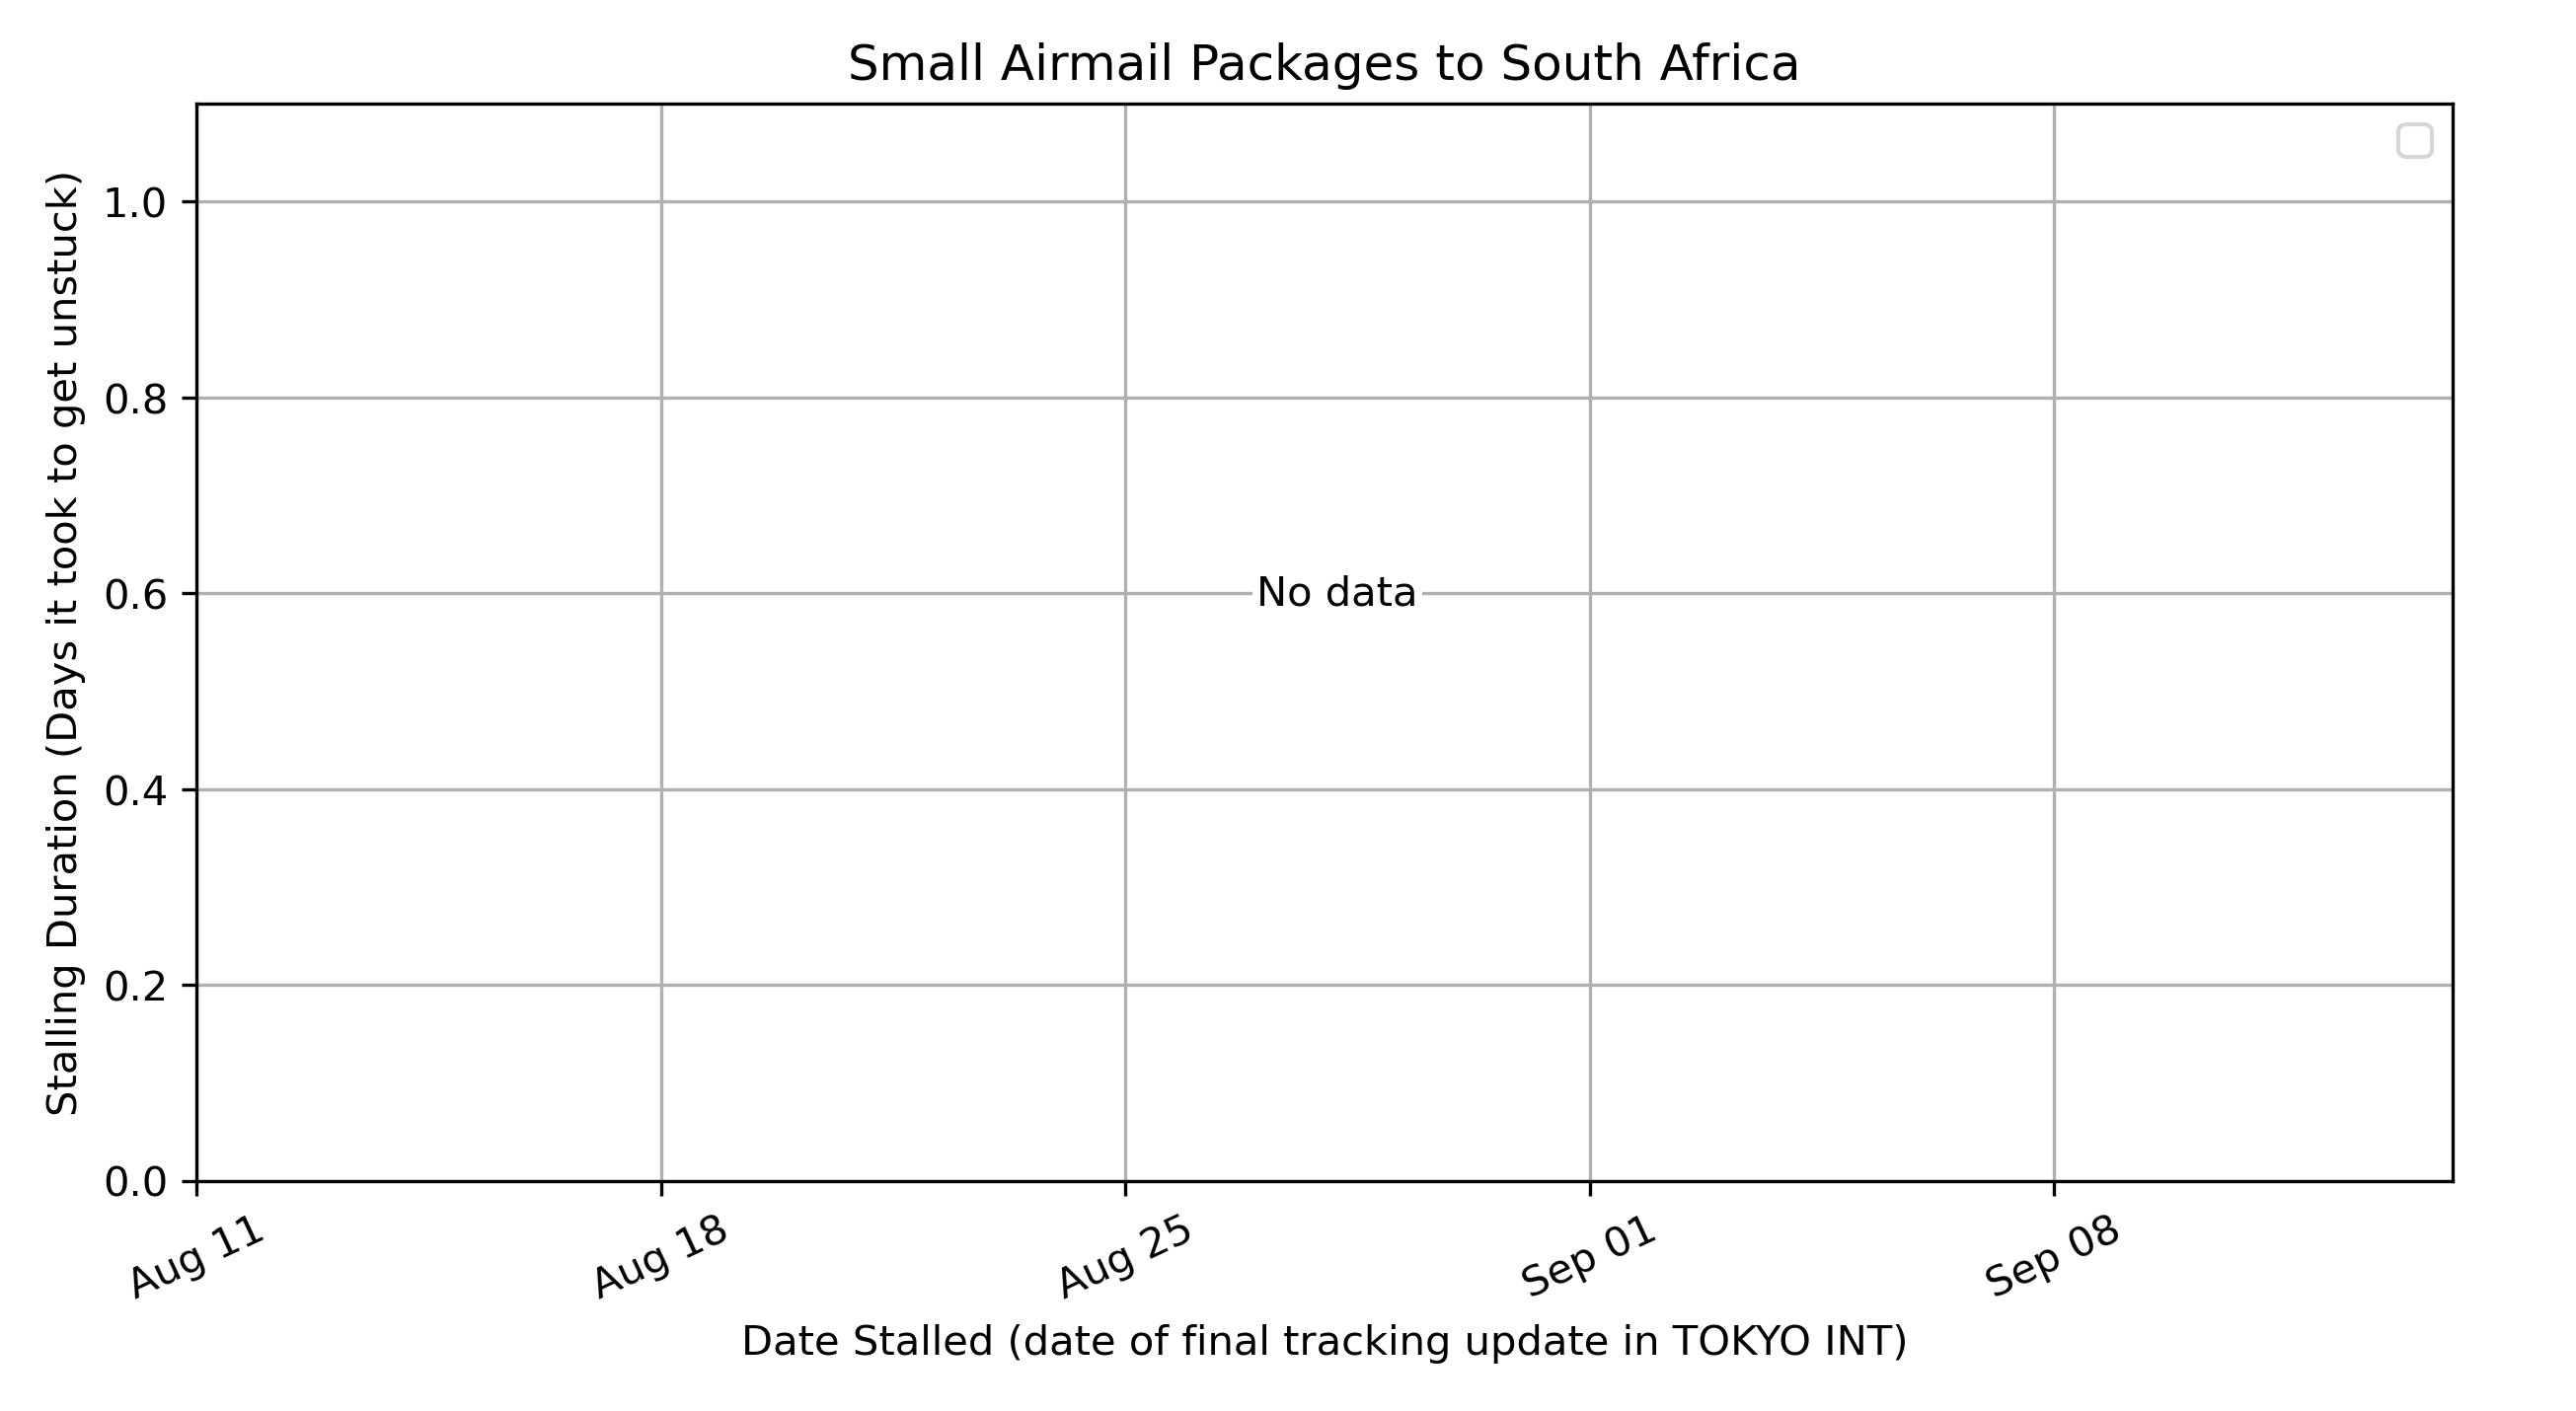 Small Airmail Packages to South Africa
Stalling Duration (Days it took to get unstuck)
1.0
0.8
0.6
0.4
0.2
0.0
No data
Aug 11
Aug 18
Aug 25
Sep 01
Sep 08
Date Stalled (date of final tracking update in TOKYO INT)